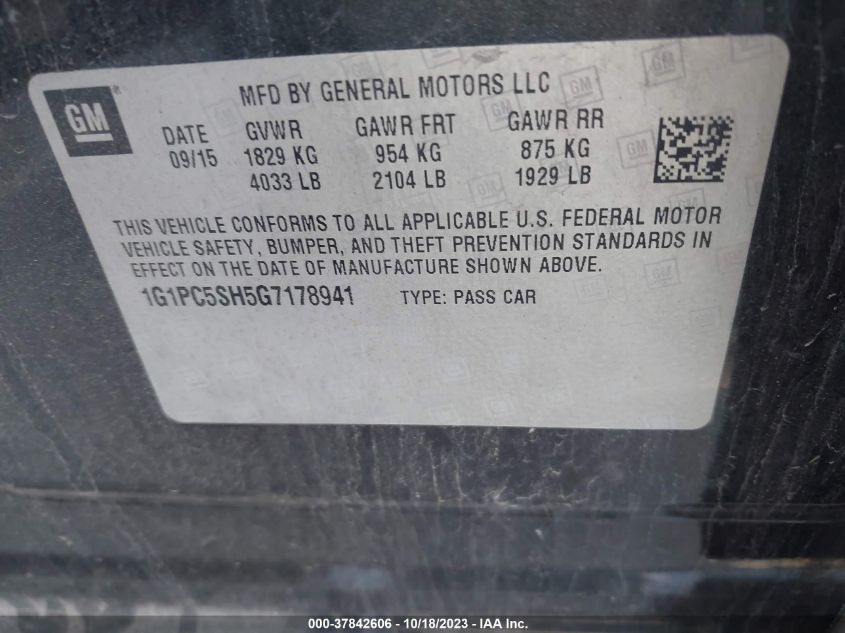 MFD BY GENERAL MOTORS LLC
GM
DATE GVWR GAWR FRT GAWR RR
09/15 1829 KG 954 KG 875 KG
4033 LB 2104 LB 1929 LB
THIS VEHICLE CONFORMS TO ALL APPLICABLE U.S. FEDERAL MOTOR
VEHICLE SAFETY, BUMPER, AND THEFT PREVENTION STANDARDS IN
EFFECT ON THE DATE OF MANUFACTURE SHOWN ABOVE.
1G1PC5SH5G7178941 TYPE: PASS CAR
000-37842606 - 10/18/2023 - IAA Inc.